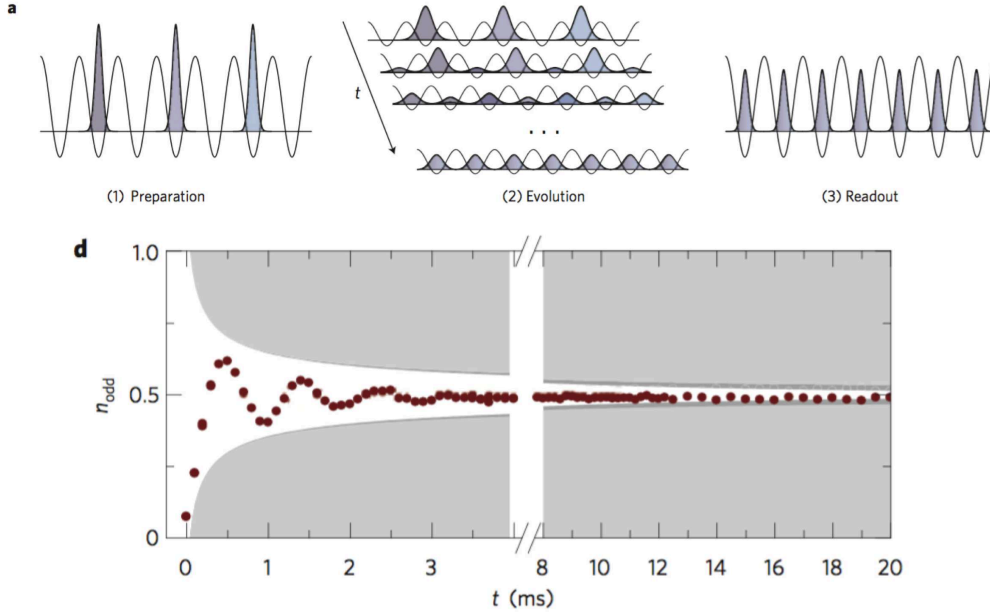 a
t
. . .
(1) Preparation
(2) Evolution
(3) Readout
d
1.0
0.5
0
n_odd
0 1 2 3 8 10 12 14 16 18 20
t (ms)